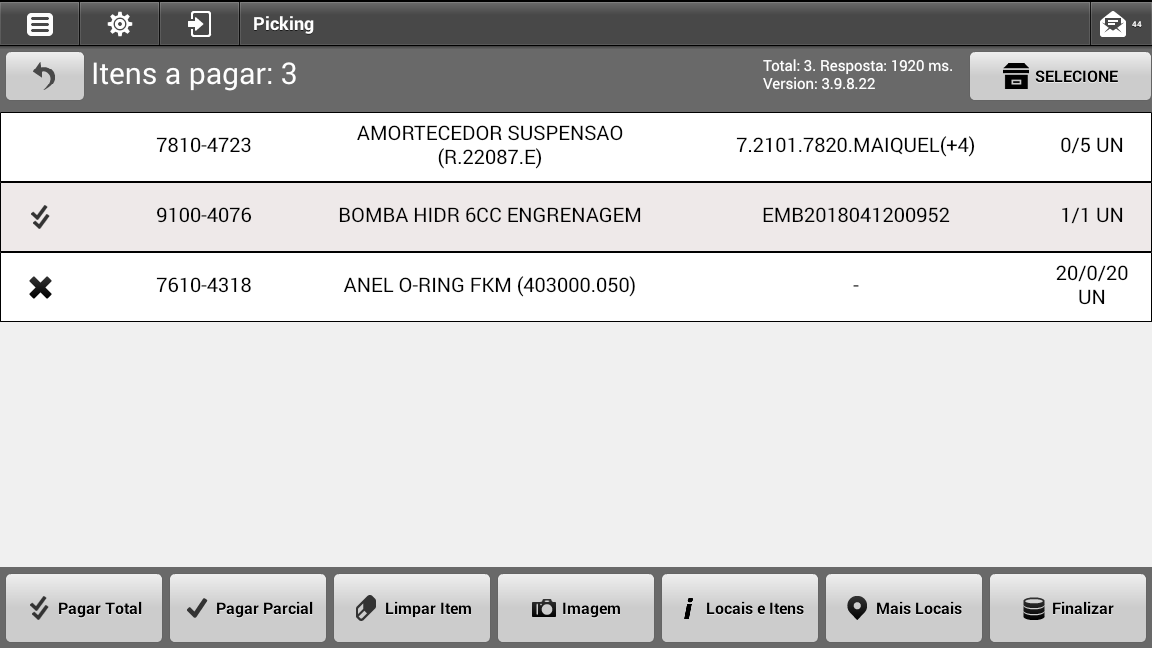 Picking
44
Itens a pagar: 3
Total: 3. Resposta: 1920 ms.
Version: 3.9.8.22
SELECIONE
7810-4723
AMORTECEDOR SUSPENSAO
(R.22087.E)
7.2101.7820.MAIQUEL(+4)
0/5 UN
9100-4076
BOMBA HIDR 6CC ENGRENAGEM
EMB2018041200952
1/1 UN
7610-4318
ANEL O-RING FKM (403000.050)
-
20/0/20
UN
Pagar Total
Pagar Parcial
Limpar Item
Imagem
Locais e Itens
Mais Locais
Finalizar